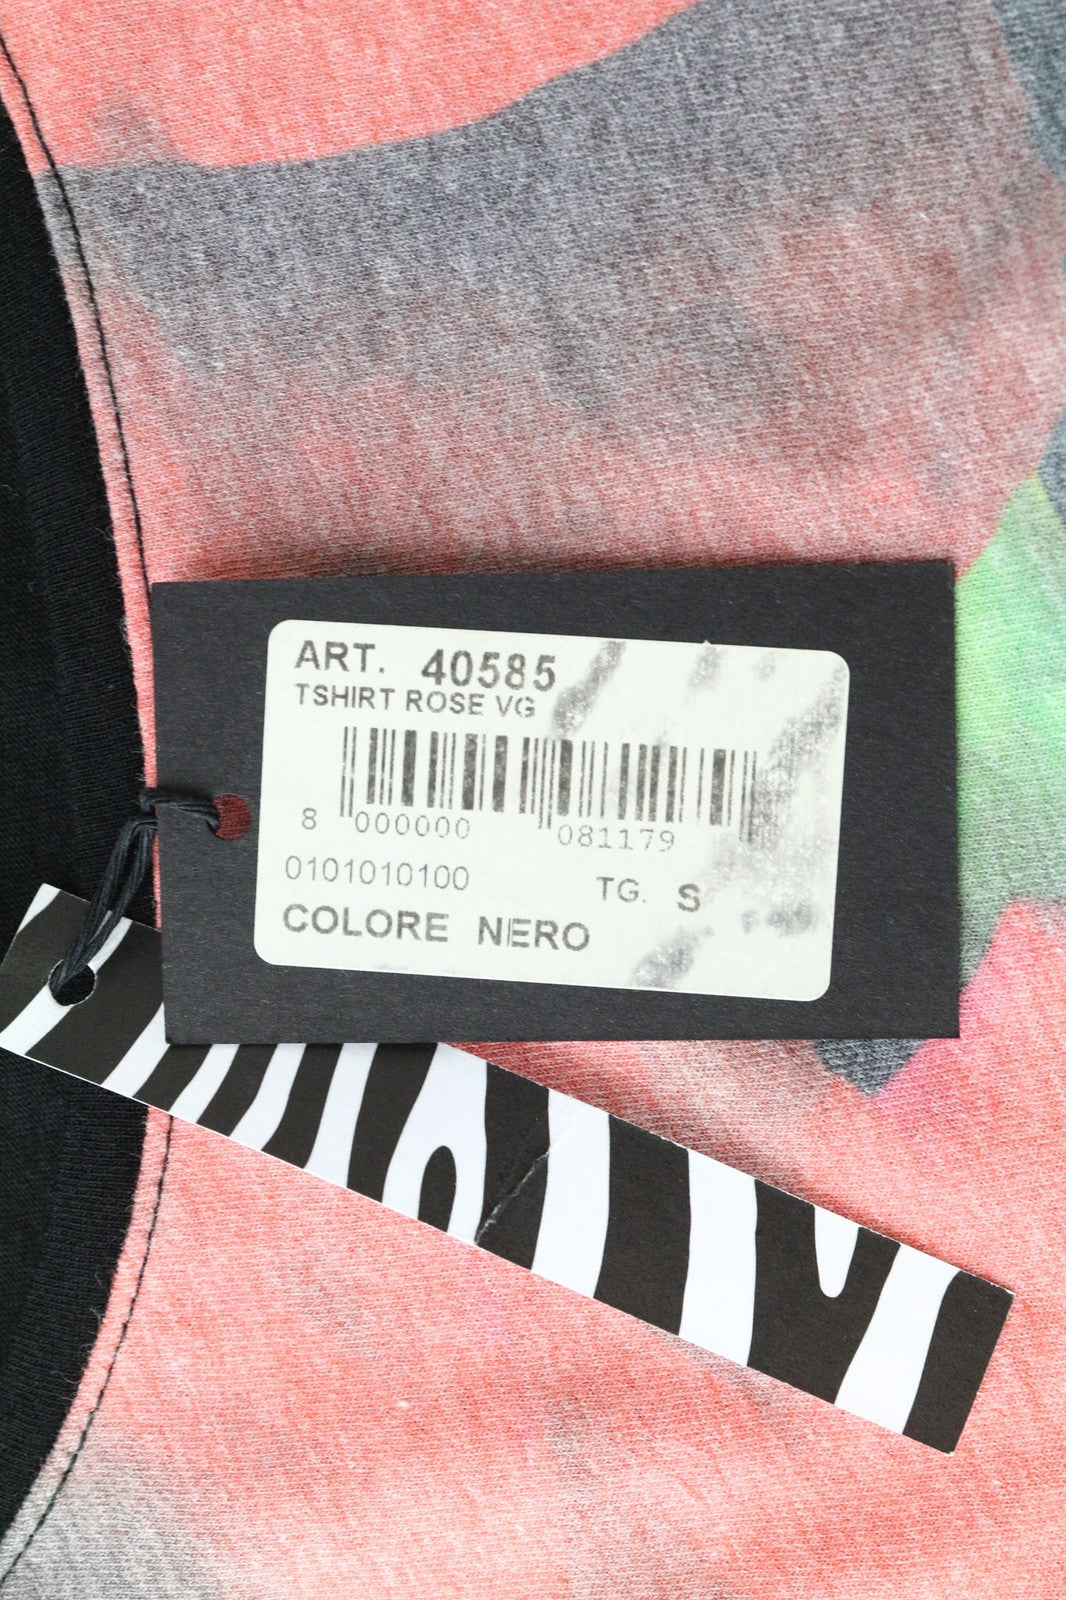 ART. 40585
TSHIRT ROSE VG
8 000000 081179
0101010100 TG. S
COLORE NERO